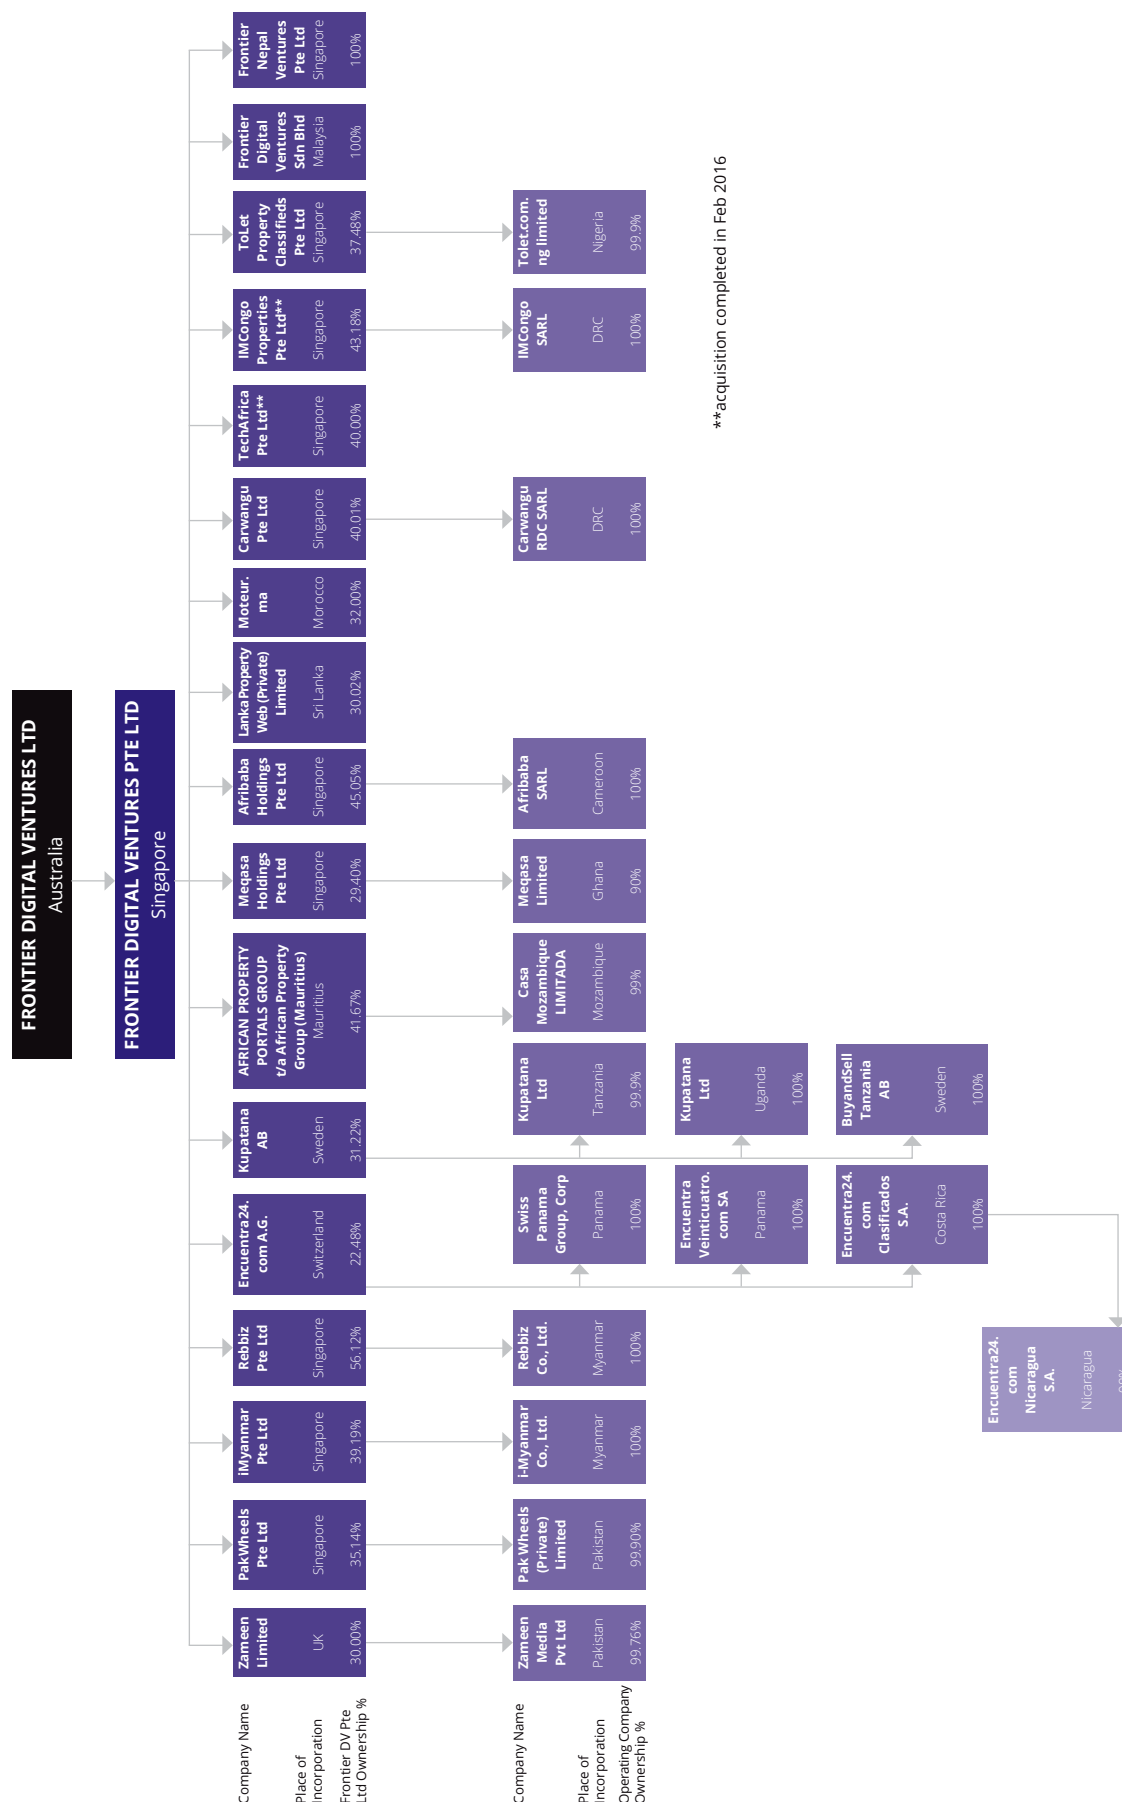 FRONTIER DIGITAL VENTURES LTD
Australia
FRONTIER DIGITAL VENTURES PTE LTD
Singapore
Company Name
Place of
Incorporation
Frontier DV Pte
Ltd Ownership %
Zameen
Limited
UK
30.00%
PakWheels
Pte Ltd
Singapore
35.14%
iMyanmar
Pte Ltd
Singapore
39.19%
Rebbiz
Pte Ltd
Singapore
56.12%
Encuentra24.
com A.G.
Switzerland
22.48%
Kupatana
AB
Sweden
31.22%
AFRICAN PROPERTY
PORTALS GROUP
t/a African Property
Group (Mauritius)
Mauritius
41.67%
Meqasa
Holdings
Pte Ltd
Singapore
29.40%
Afribaba
Holdings
Pte Ltd
Singapore
45.05%
LankaProperty
Web (Private)
Limited
Sri Lanka
30.02%
Moteur.
ma
Morocco
32.00%
Carwangu
Pte Ltd
Singapore
40.01%
TechAfrica
Pte Ltd**
Singapore
40.00%
IMCongo
Properties
Pte Ltd**
Singapore
43.18%
ToLet
Property
Classifieds
Pte Ltd
Singapore
37.48%
Frontier
Digital
Ventures
Sdn Bhd
Malaysia
100%
Frontier
Nepal
Ventures
Pte Ltd
Singapore
100%
Company Name
Place of
Incorporation
Operating Company
Ownership %
Zameen
Media
Pvt Ltd
Pakistan
99.76%
Pak Wheels
(Private)
Limited
Pakistan
99.90%
i-Myanmar
Co., Ltd.
Myanmar
100%
Rebbiz
Co., Ltd.
Myanmar
100%
Swiss
Panama
Group, Corp
Panama
100%
Kupatana
Ltd
Tanzania
99.9%
Casa
Mozambique
LIMITADA
Mozambique
99%
Meqasa
Limited
Ghana
90%
Afribaba
SARL
Cameroon
100%
Carwangu
RDC SARL
DRC
100%
IMCongo
SARL
DRC
100%
Tolet.com.
ng limited
Nigeria
99.9%
Encuentra
Veinticuatro.
com SA
Panama
100%
Kupatana
Ltd
Uganda
100%
Encuentra24.
com
Clasificados
S.A.
Costa Rica
100%
BuyandSell
Tanzania
AB
Sweden
100%
Encuentra24.
com
Nicaragua
S.A.
Nicaragua
**acquisition completed in Feb 2016